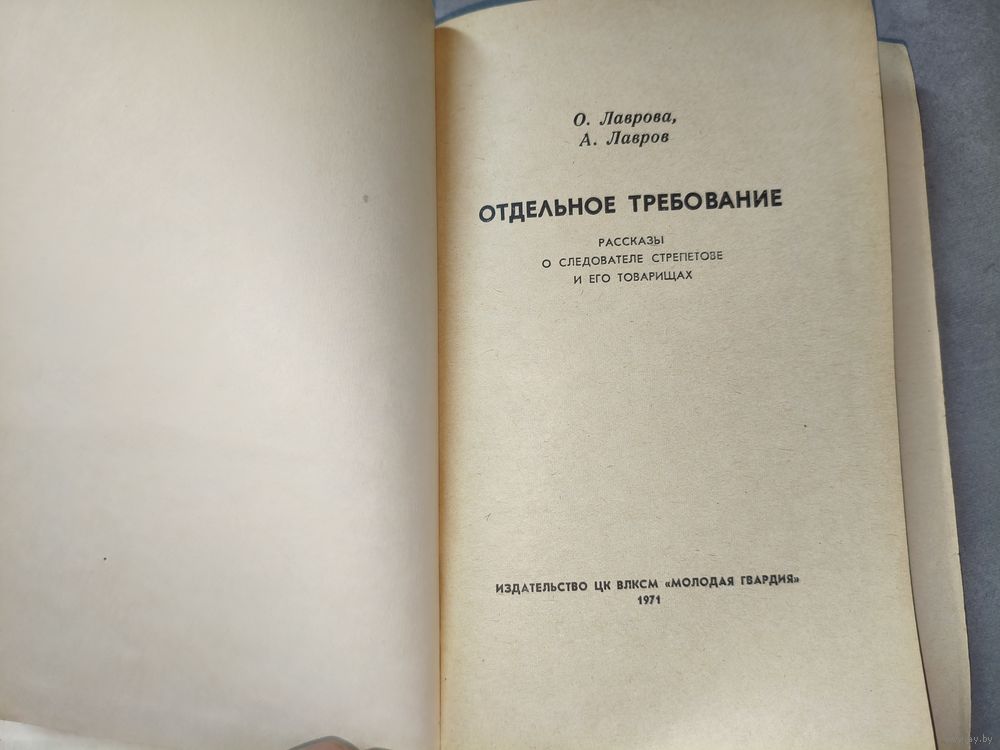 О. Лаврова,
А. Лавров
ОТДЕЛЬНОЕ ТРЕБОВАНИЕ
РАССКАЗЫ
О СЛЕДОВАТЕЛЕ СТРЕПЕТОВЕ
И ЕГО ТОВАРИЩАХ
ИЗДАТЕЛЬСТВО ЦК ВЛКСМ «МОЛОДАЯ ГВАРДИЯ»
1971